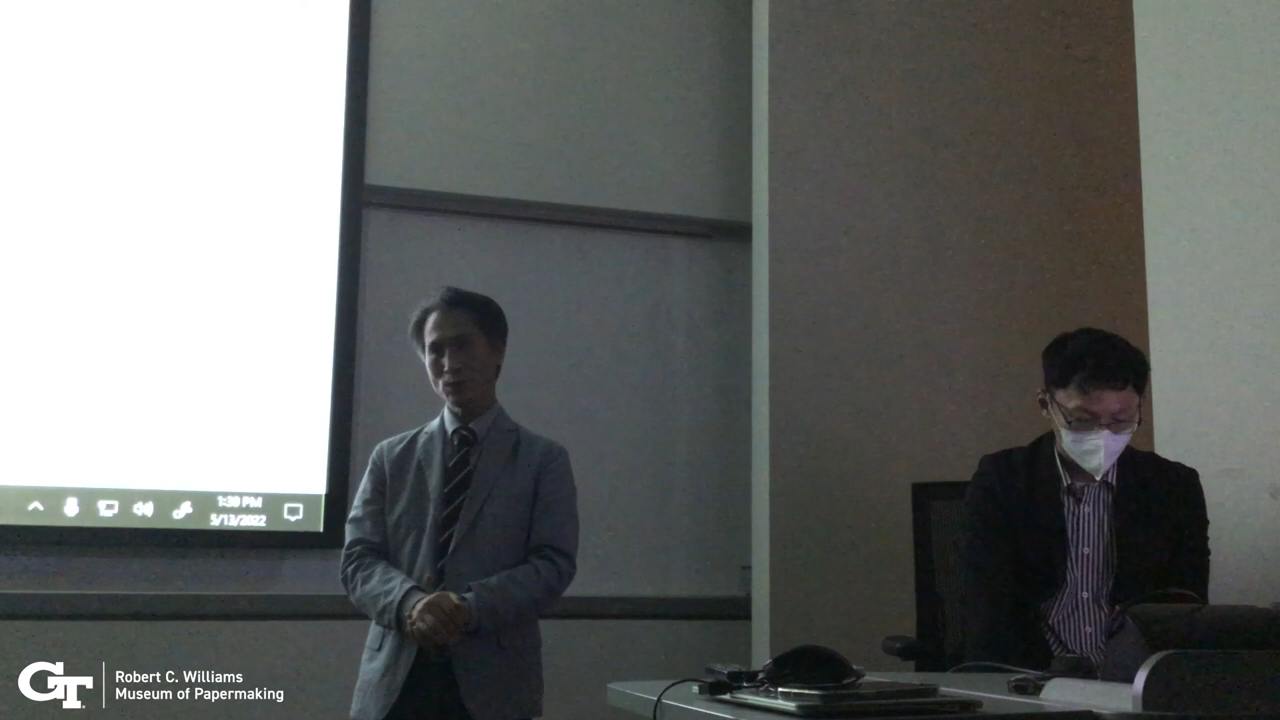 1:30 PM
5/13/2022
GT
Robert C. Williams
Museum of Papermaking